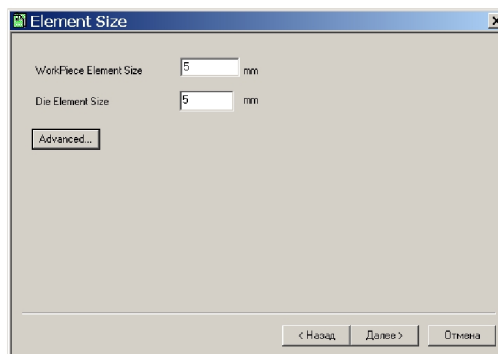 Element Size
WorkPiece Element Size 5 mm
Die Element Size 5 mm
Advanced...
< Назад Далее > Отмена